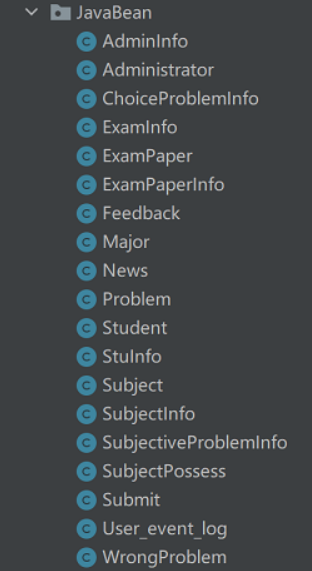 JavaBean
AdminInfo
Administrator
ChoiceProblemInfo
ExamInfo
ExamPaper
ExamPaperInfo
Feedback
Major
News
Problem
Student
StuInfo
Subject
SubjectInfo
SubjectiveProblemInfo
SubjectPossess
Submit
User_event_log
WrongProblem